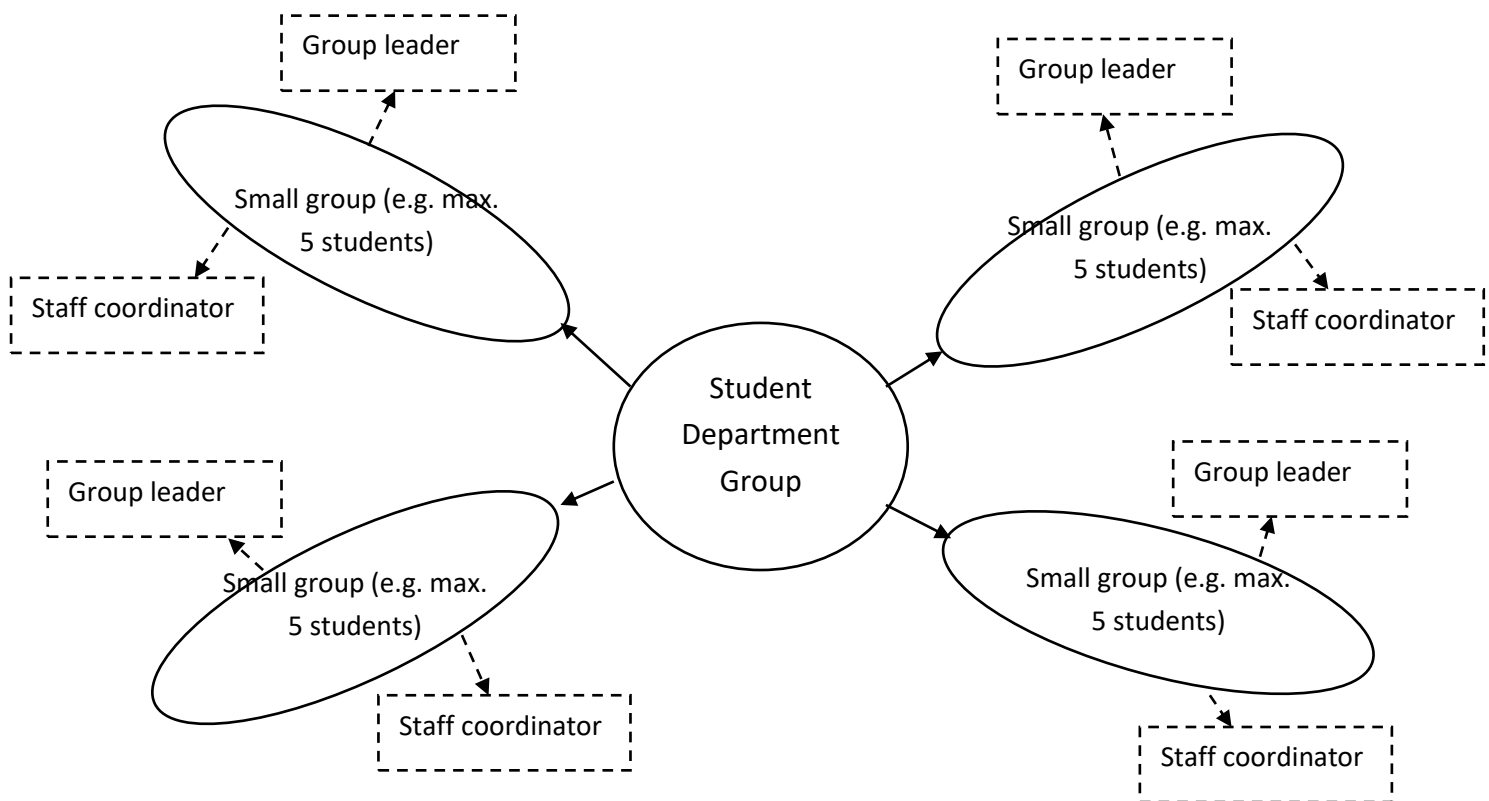 Group leader
Small group (e.g. max.
5 students)
Staff coordinator
Group leader
Small group (e.g. max.
5 students)
Staff coordinator
Student
Department
Group
Group leader
Small group (e.g. max.
5 students)
Staff coordinator
Group leader
Small group (e.g. max.
5 students)
Staff coordinator